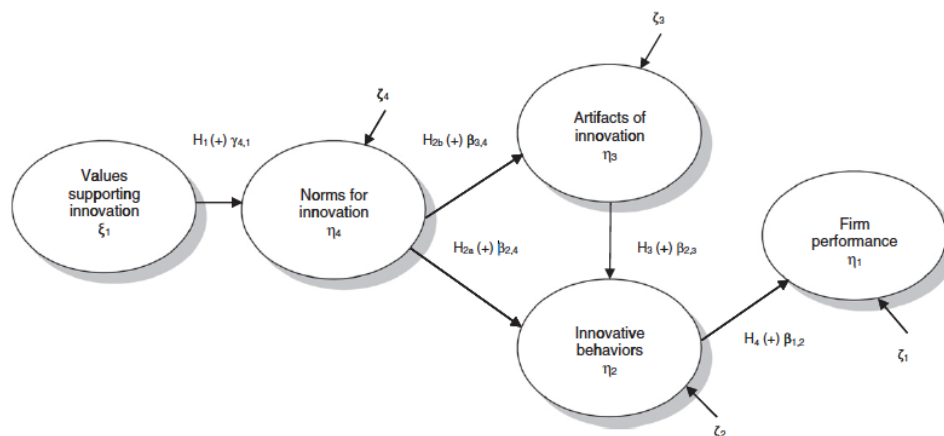 ζ3
ζ4
Artifacts of
innovation
η3
H1 (+) γ4,1
H2b (+) β3,4
Values
supporting
innovation
ξ1
Norms for
innovation
η4
Firm
performance
η1
H2a (+) β2,4
H3 (+) β2,3
Innovative
behaviors
η2
H4 (+) β1,2
ζ1
ζ2